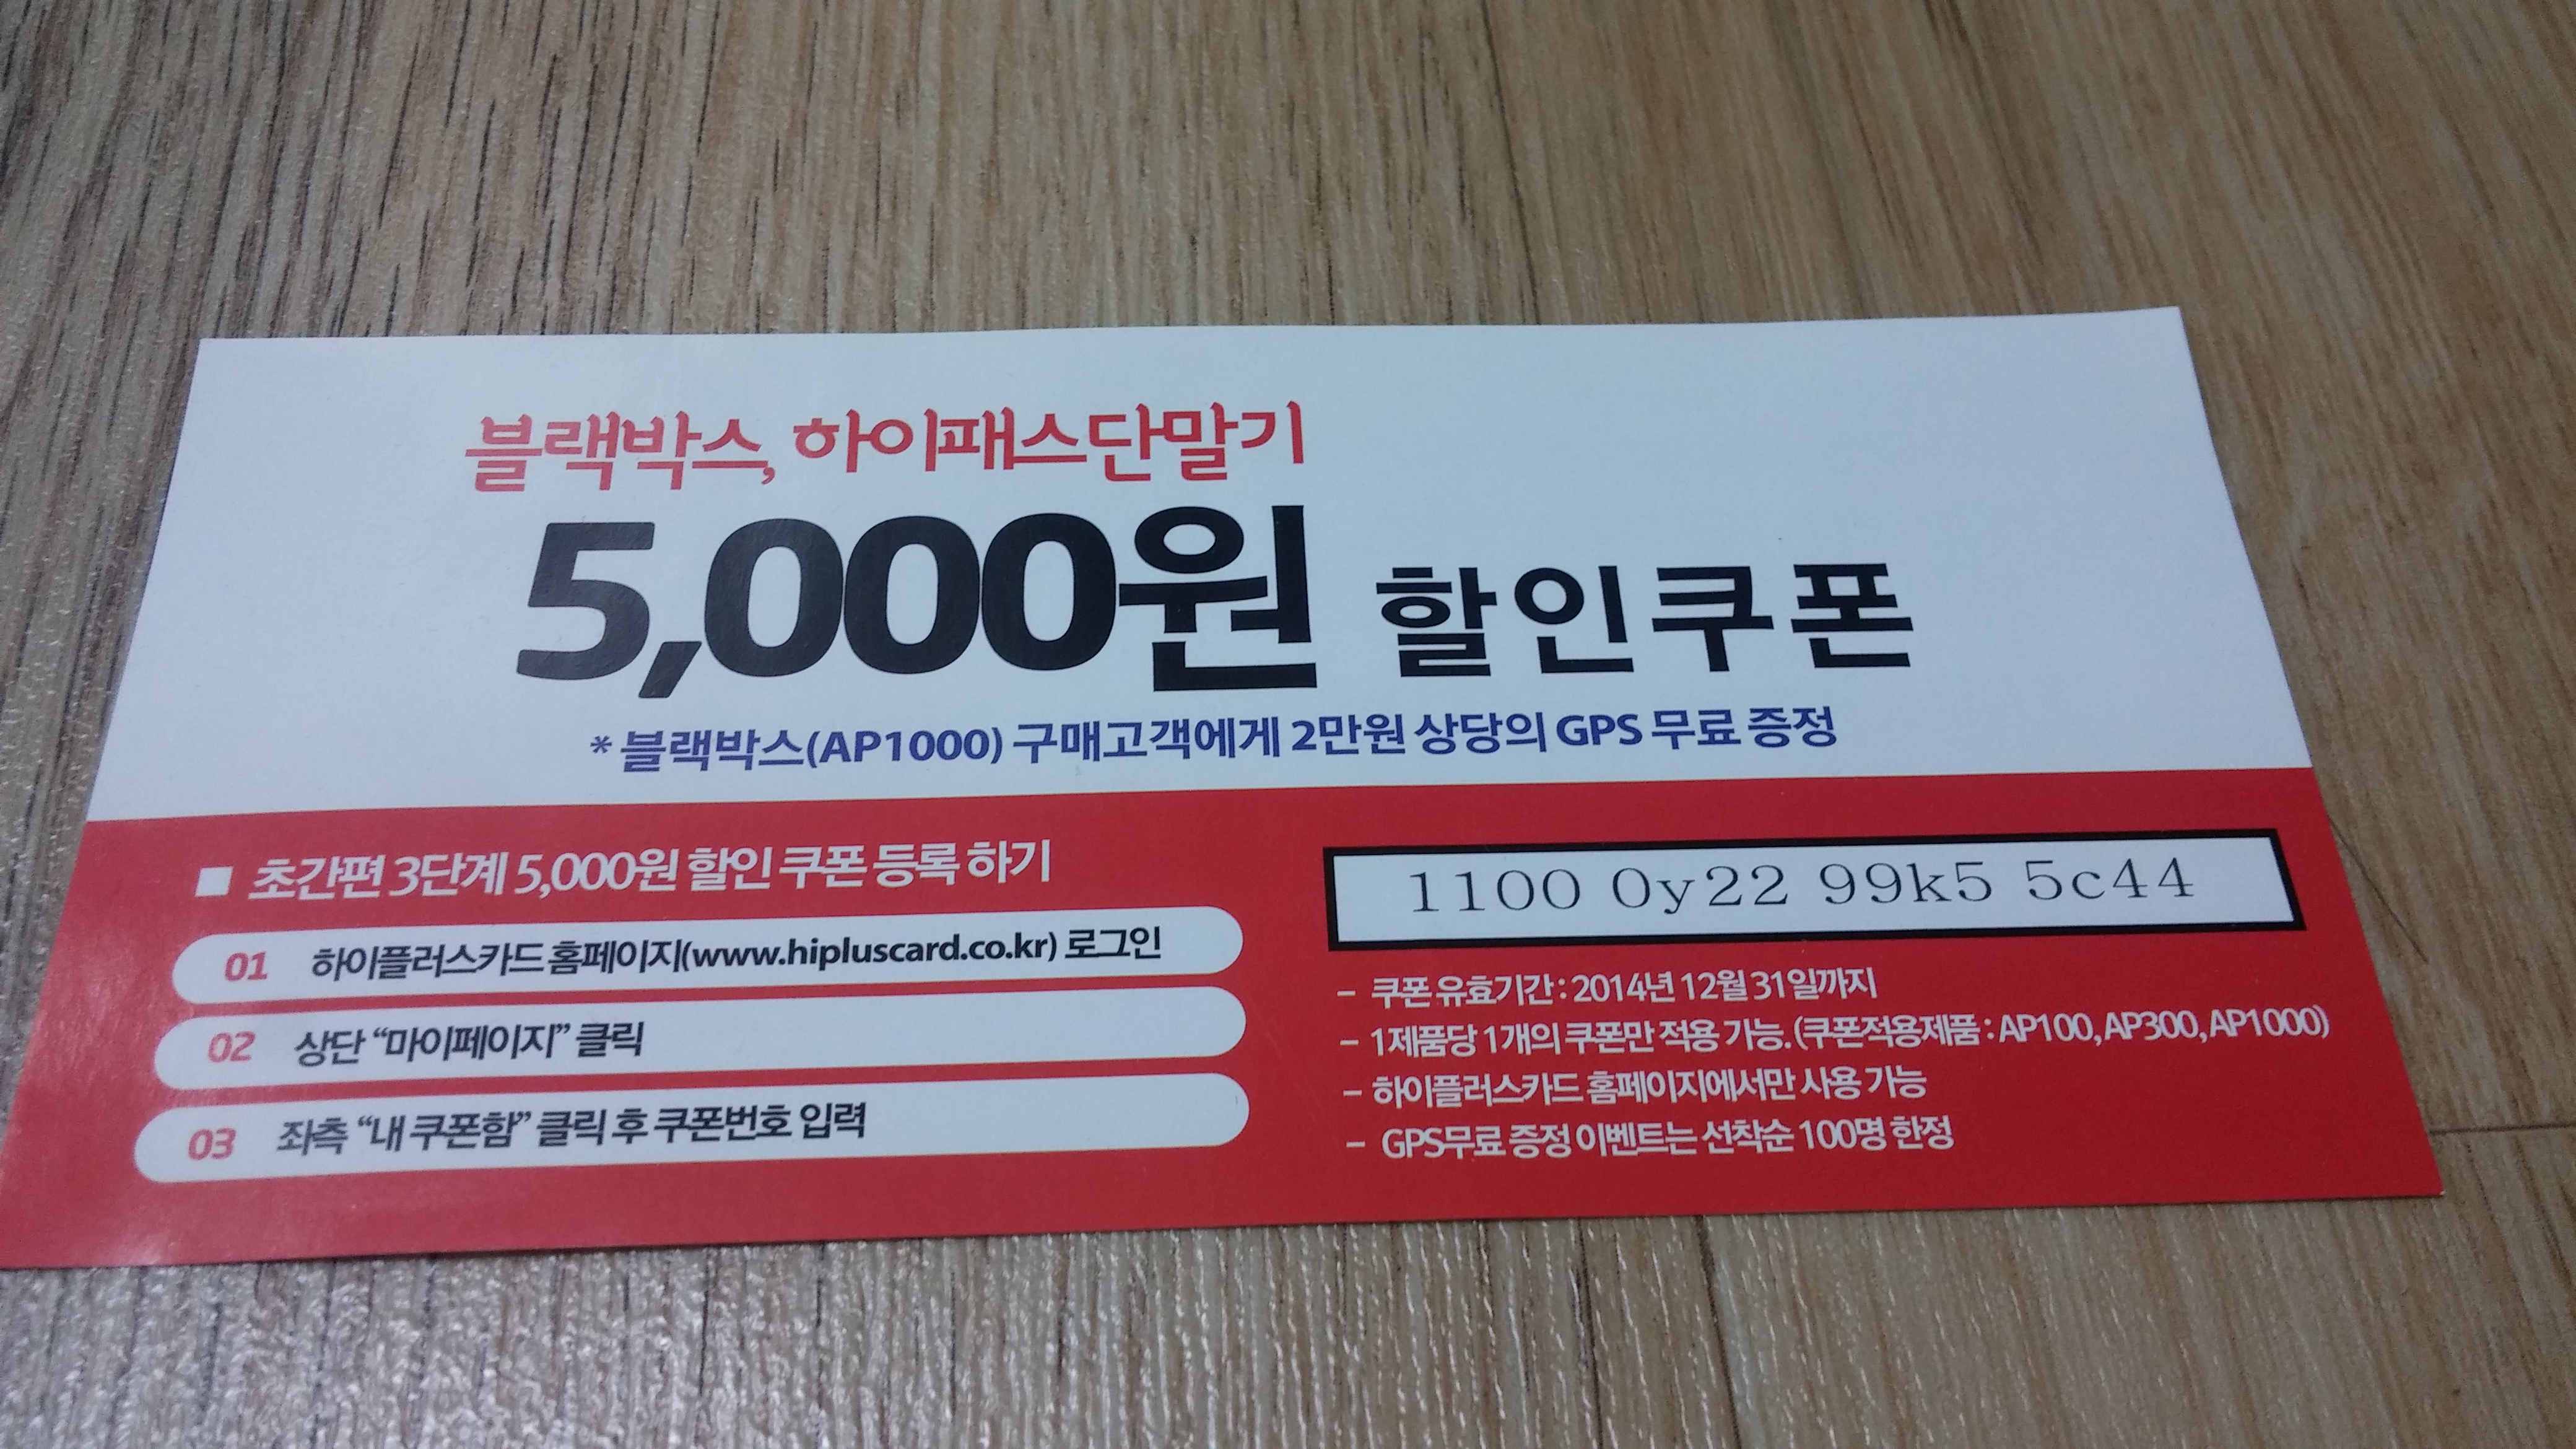 블랙박스, 하이패스단말기
5,000원 할인쿠폰
* 블랙박스(AP1000) 구매고객에게 2만원 상당의 GPS 무료 증정
■ 초간편 3단계 5,000원 할인 쿠폰 등록 하기
01 하이플러스카드 홈페이지(www.hipluscard.co.kr) 로그인
02 상단 “마이페이지” 클릭
03 좌측 “내 쿠폰함” 클릭 후 쿠폰번호 입력
1100 0y22 99k5 5c44
- 쿠폰 유효기간 : 2014년 12월 31일까지
- 1제품당 1개의 쿠폰만 적용 가능. (쿠폰적용제품 : AP100, AP300, AP1000)
- 하이플러스카드 홈페이지에서만 사용 가능
- GPS무료 증정 이벤트는 선착순 100명 한정